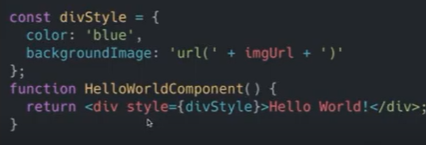 const divStyle = {
  color: 'blue',
  backgroundImage: 'url(' + imgUrl + ')'
};
function HelloWorldComponent() {
  return <div style={divStyle}>Hello World!</div>;
}